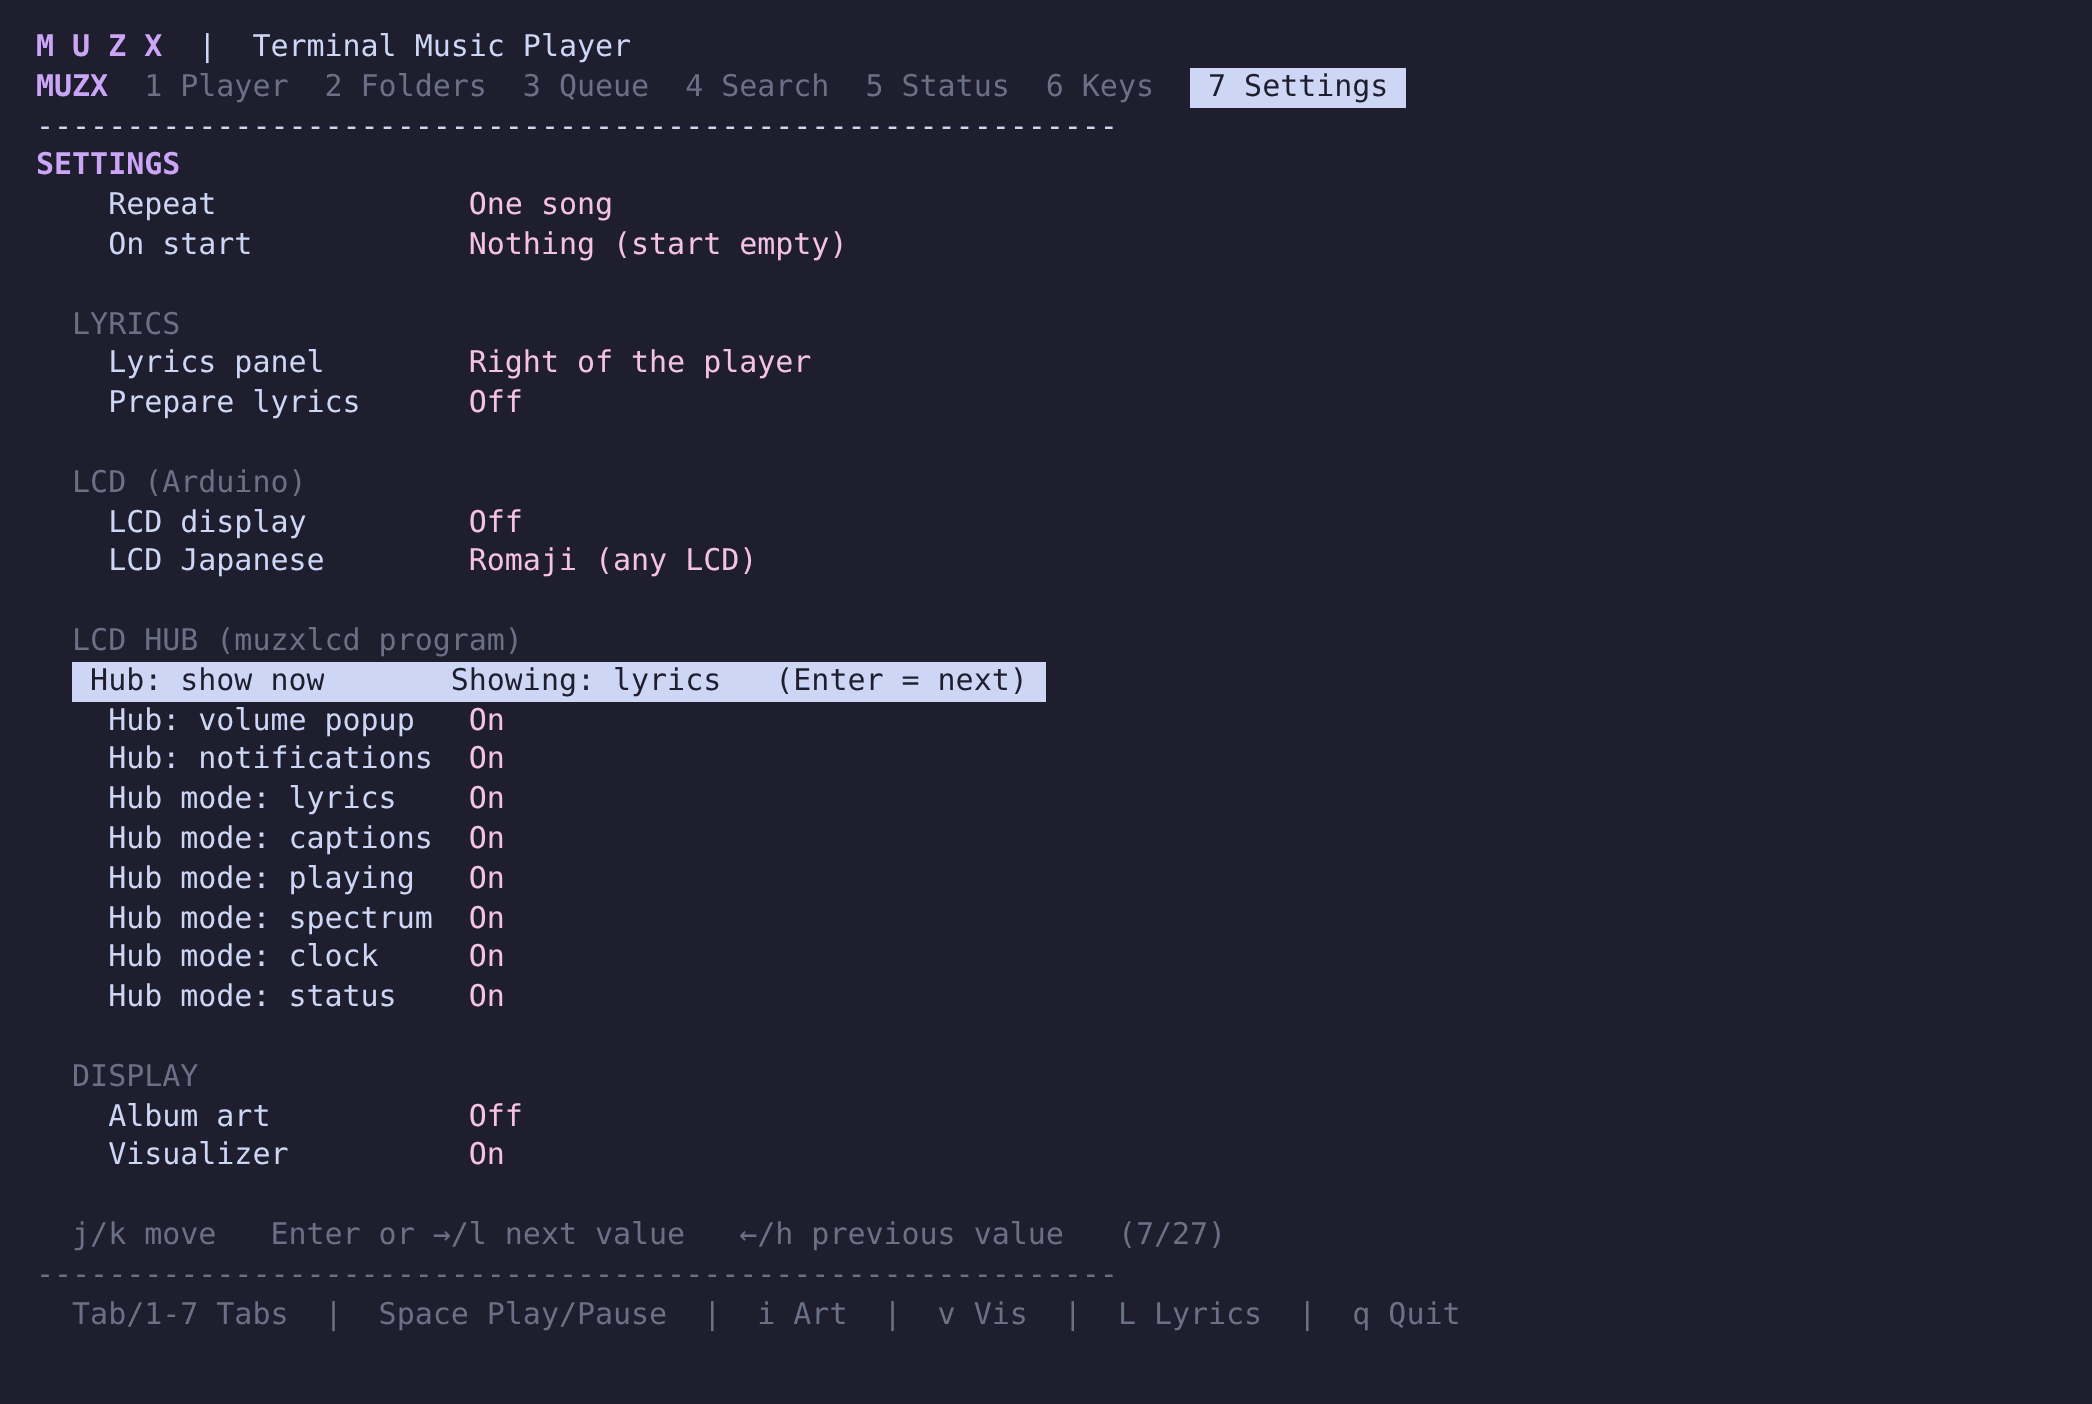 M U Z X  |  Terminal Music Player
MUZX  1 Player  2 Folders  3 Queue  4 Search  5 Status  6 Keys  7 Settings
------------------------------------------------------------
SETTINGS
Repeat  One song
On start  Nothing (start empty)
LYRICS
Lyrics panel  Right of the player
Prepare lyrics  Off
LCD (Arduino)
LCD display  Off
LCD Japanese  Romaji (any LCD)
LCD HUB (muzxlcd program)
Hub: show now  Showing: lyrics  (Enter = next)
Hub: volume popup  On
Hub: notifications  On
Hub mode: lyrics  On
Hub mode: captions  On
Hub mode: playing  On
Hub mode: spectrum  On
Hub mode: clock  On
Hub mode: status  On
DISPLAY
Album art  Off
Visualizer  On
j/k move  Enter or →/l next value  ←/h previous value  (7/27)
------------------------------------------------------------
Tab/1-7 Tabs  |  Space Play/Pause  |  i Art  |  v Vis  |  L Lyrics  |  q Quit